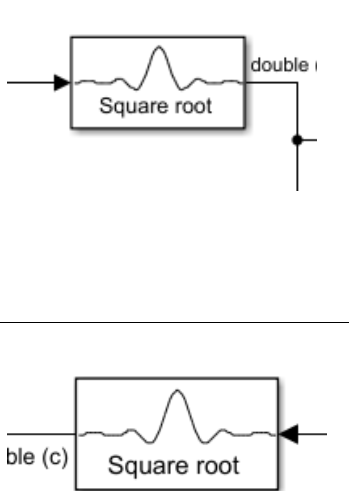 double (
Square root
ble (c)
Square root